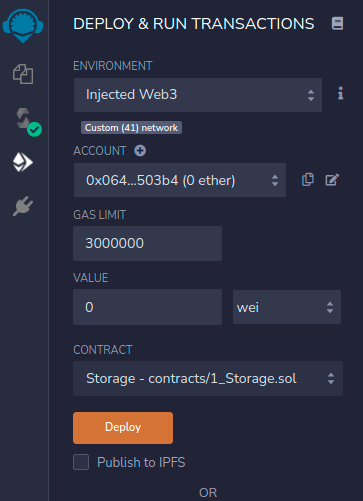 DEPLOY & RUN TRANSACTIONS
ENVIRONMENT
Injected Web3
Custom (41) network
ACCOUNT
0x064...503b4 (0 ether)
GAS LIMIT
3000000
VALUE
0 wei
CONTRACT
Storage - contracts/1_Storage.sol
Deploy
Publish to IPFS
OR